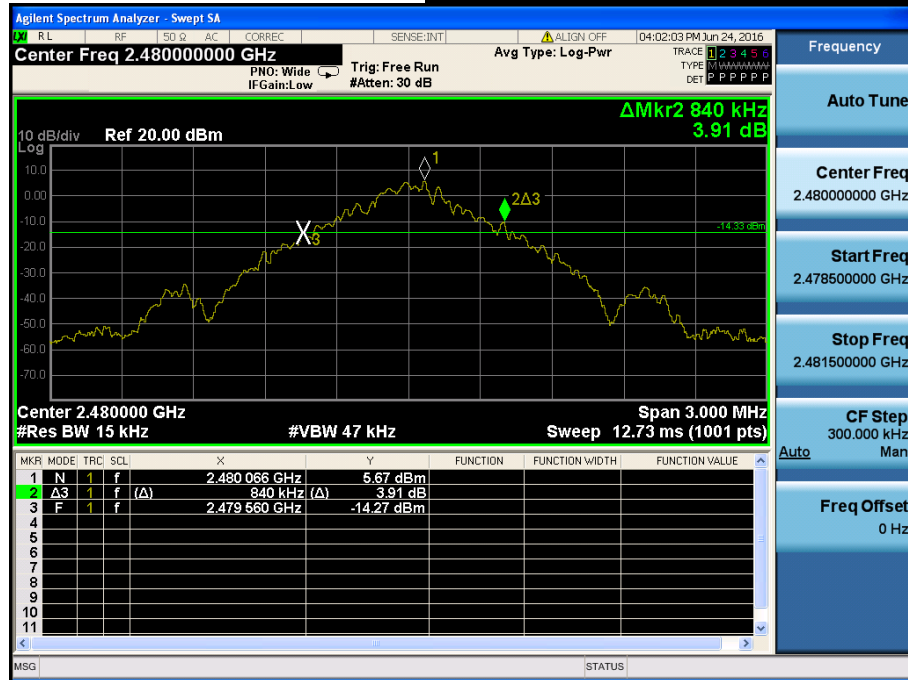 Agilent Spectrum Analyzer - Swept SA
LXI RL RF 50 Ω AC CORREC SENSE:INT ALIGN OFF 04:02:03 PM Jun 24, 2016
Center Freq 2.480000000 GHz
PNO: Wide
IFGain:Low
Trig: Free Run
#Atten: 30 dB
Avg Type: Log-Pwr
TRACE 1 2 3 4 5 6
TYPE M WWWWW
DET P P P P P P
ΔMkr2 840 kHz
3.91 dB
10 dB/div Ref 20.00 dBm
Log
10.0
0.00
-10.0
-20.0
-30.0
-40.0
-50.0
-60.0
-70.0
1
2Δ3
3
-14.33 dBm
Center 2.480000 GHz Span 3.000 MHz
#Res BW 15 kHz #VBW 47 kHz Sweep 12.73 ms (1001 pts)
MKR MODE TRC SCL X Y FUNCTION FUNCTION WIDTH FUNCTION VALUE
1 N 1 f 2.480 066 GHz 5.67 dBm
2 Δ3 1 f (Δ) 840 kHz (Δ) 3.91 dB
3 F 1 f 2.479 560 GHz -14.27 dBm
4
5
6
7
8
9
10
11
MSG STATUS
Frequency
Auto Tune
Center Freq
2.480000000 GHz
Start Freq
2.478500000 GHz
Stop Freq
2.481500000 GHz
CF Step
300.000 kHz
Auto Man
Freq Offset
0 Hz